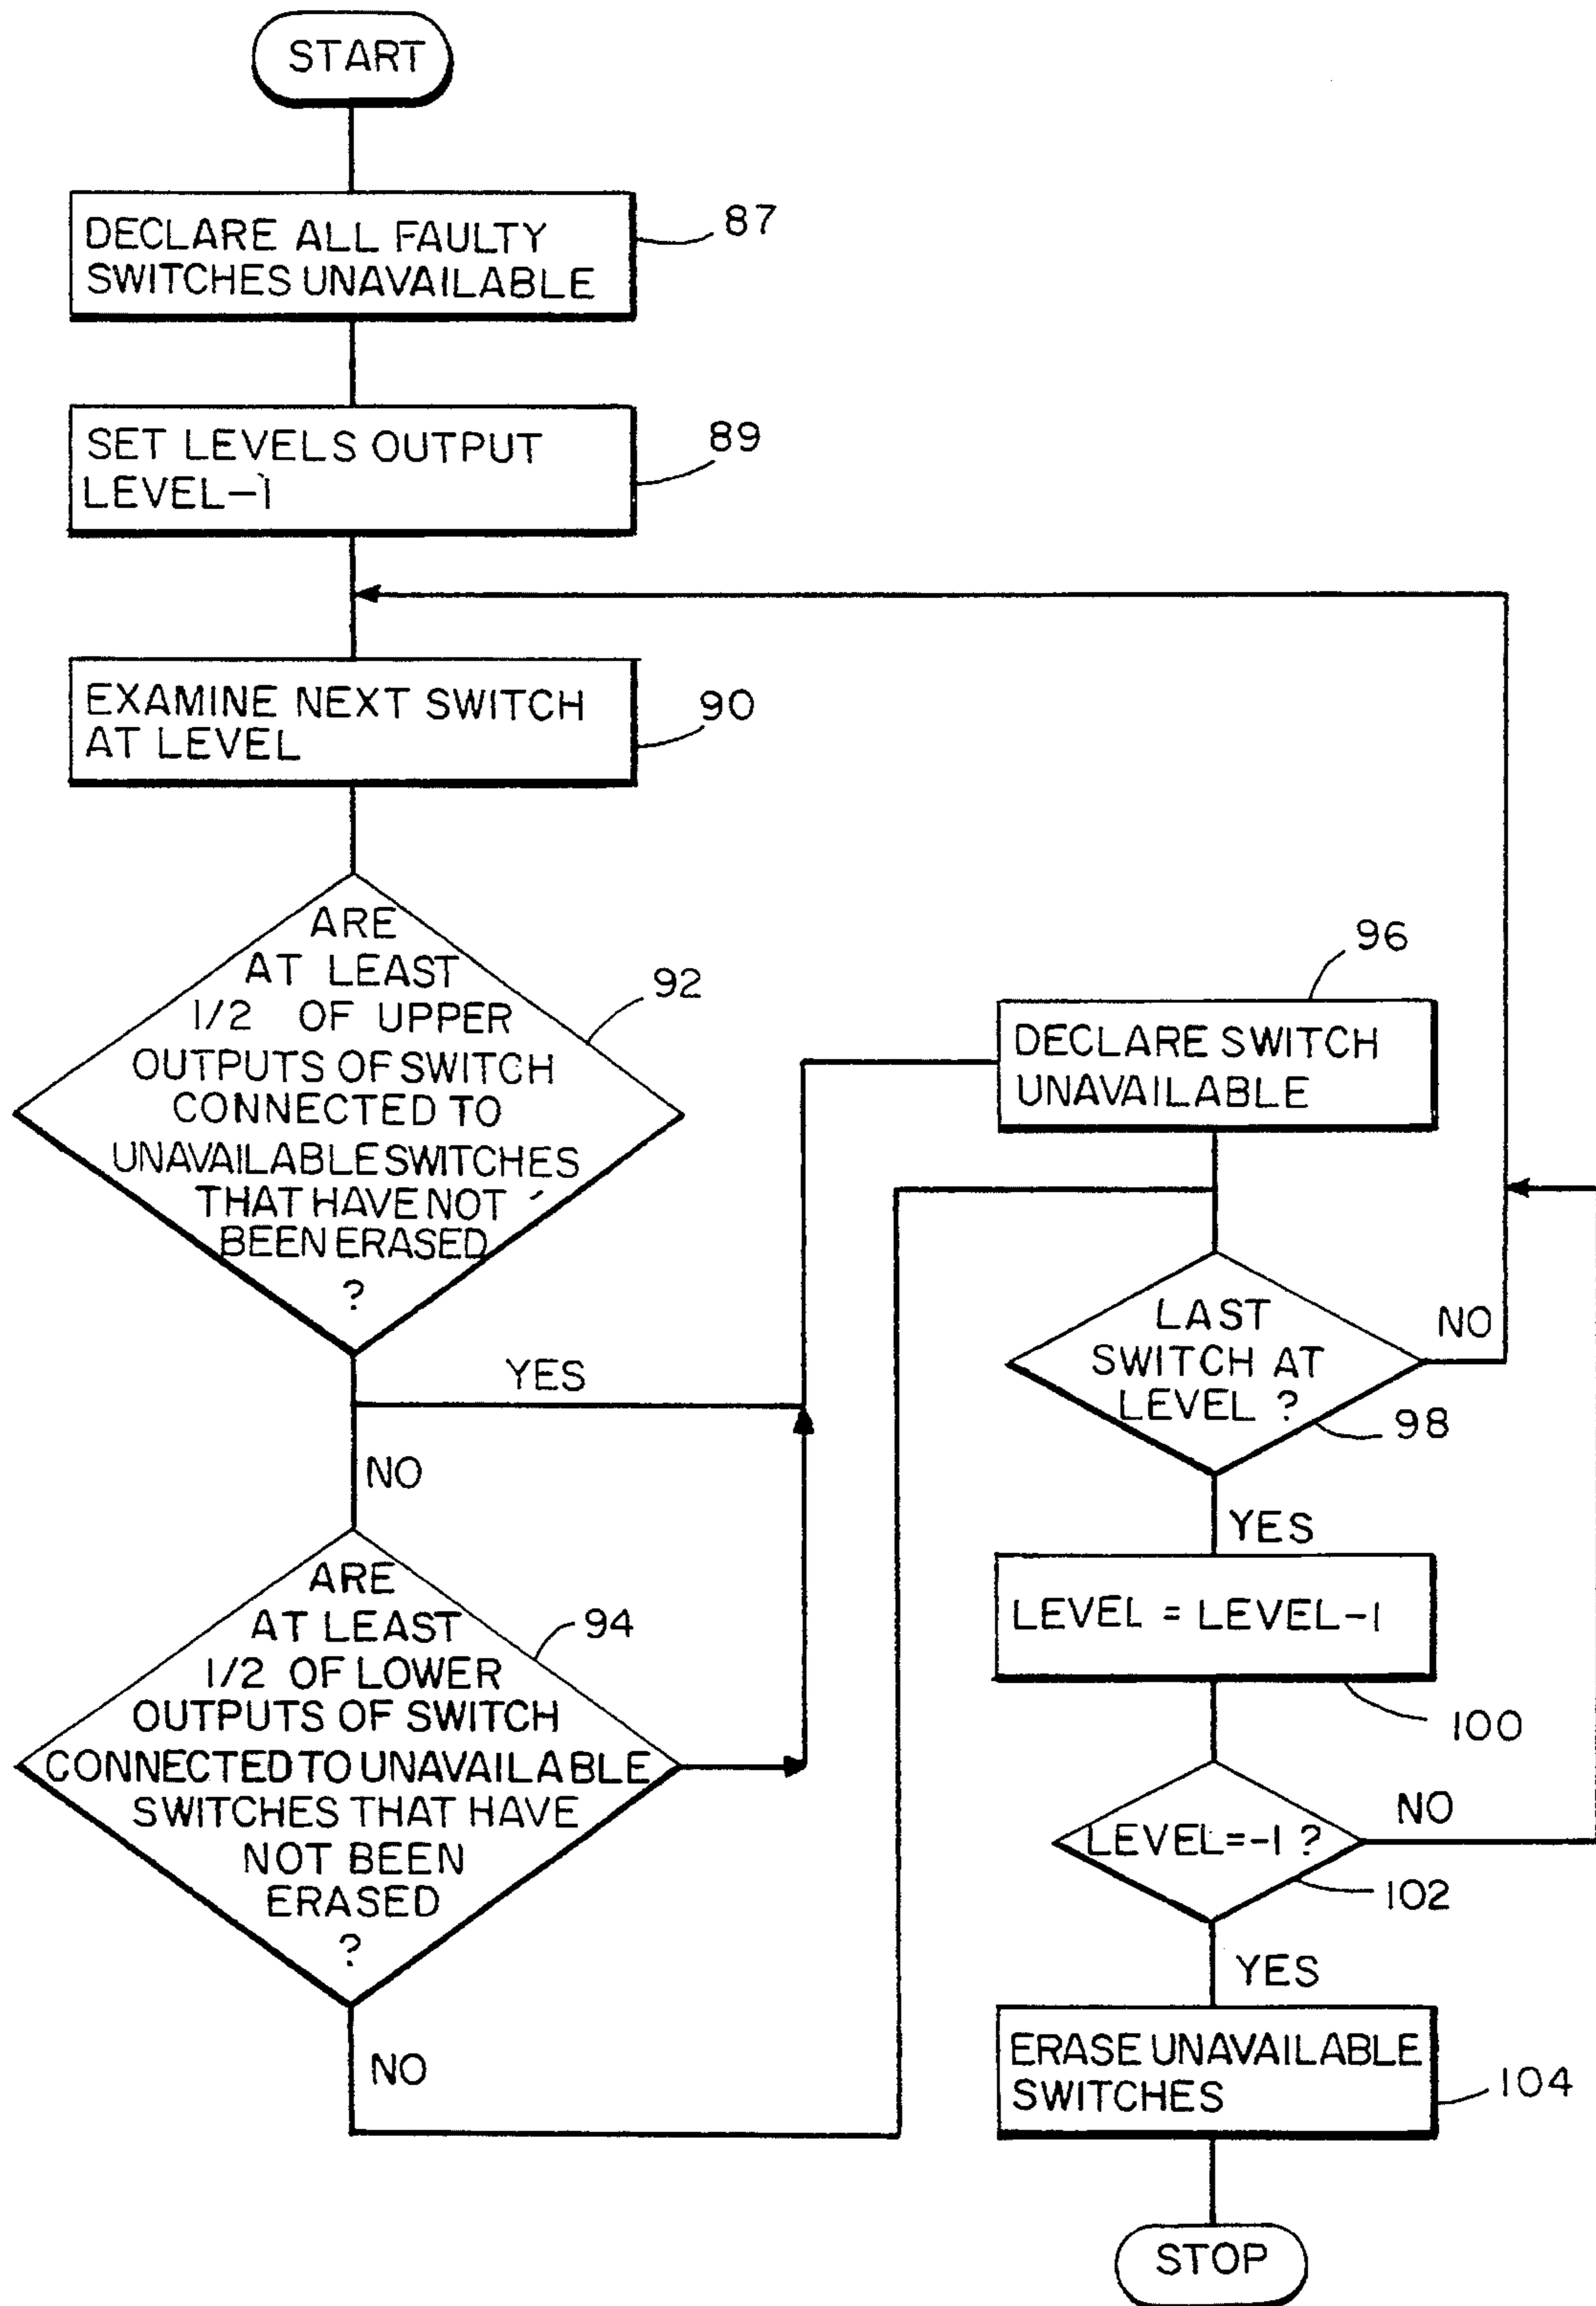 START
DECLARE ALL FAULTY
SWITCHES UNAVAILABLE
87
SET LEVELS OUTPUT
LEVEL-1
89
EXAMINE NEXT SWITCH
AT LEVEL
90
ARE
AT LEAST
1/2 OF UPPER
OUTPUTS OF SWITCH
CONNECTED TO
UNAVAILABLE SWITCHES
THAT HAVE NOT
BEEN ERASED
?
92
YES
NO
ARE
AT LEAST
1/2 OF LOWER
OUTPUTS OF SWITCH
CONNECTED TO UNAVAILABLE
SWITCHES THAT HAVE
NOT BEEN
ERASED
?
94
NO
96
DECLARE SWITCH
UNAVAILABLE
LAST
SWITCH AT
LEVEL ?
NO
98
YES
LEVEL = LEVEL-1
100
LEVEL=-1 ?
NO
102
YES
ERASE UNAVAILABLE
SWITCHES
104
STOP